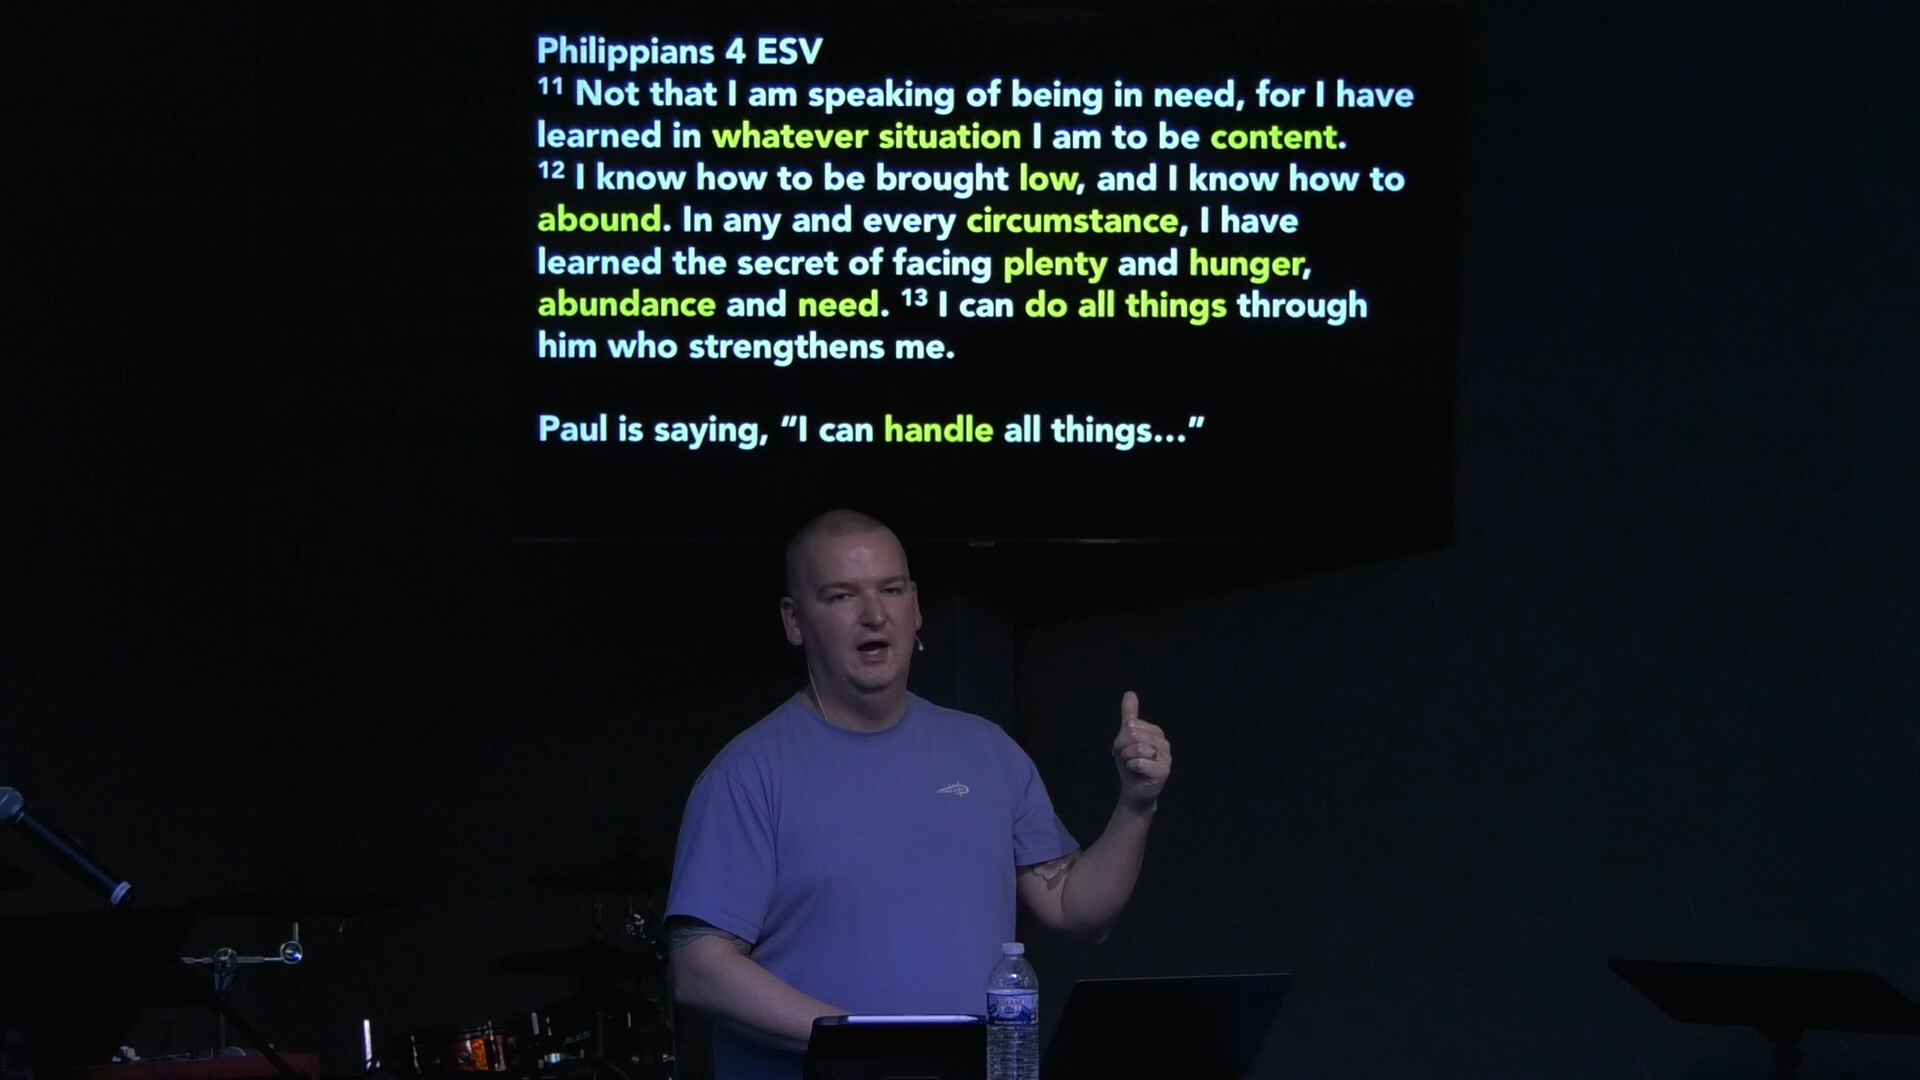 Philippians 4 ESV
11 Not that I am speaking of being in need, for I have
learned in whatever situation I am to be content.
12 I know how to be brought low, and I know how to
abound. In any and every circumstance, I have
learned the secret of facing plenty and hunger,
abundance and need. 13 I can do all things through
him who strengthens me.
Paul is saying, “I can handle all things...”